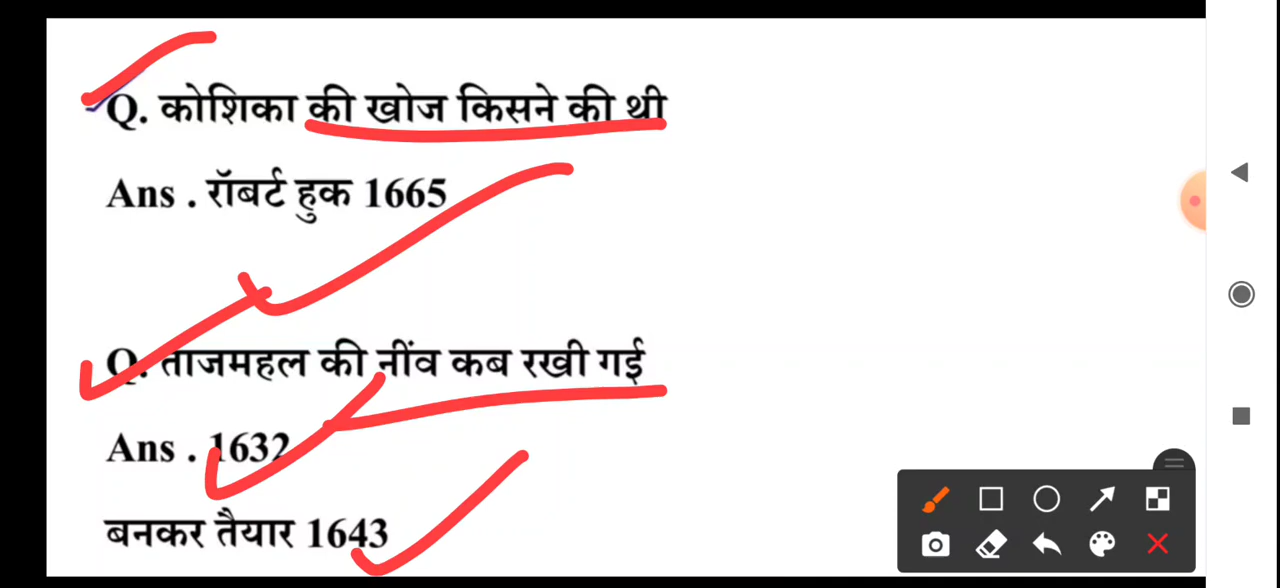 Q. कोशिका की खोज किसने की थी
Ans . रॉबर्ट हुक 1665
Q. ताजमहल की नींव कब रखी गई
Ans . 1632
बनकर तैयार 1643